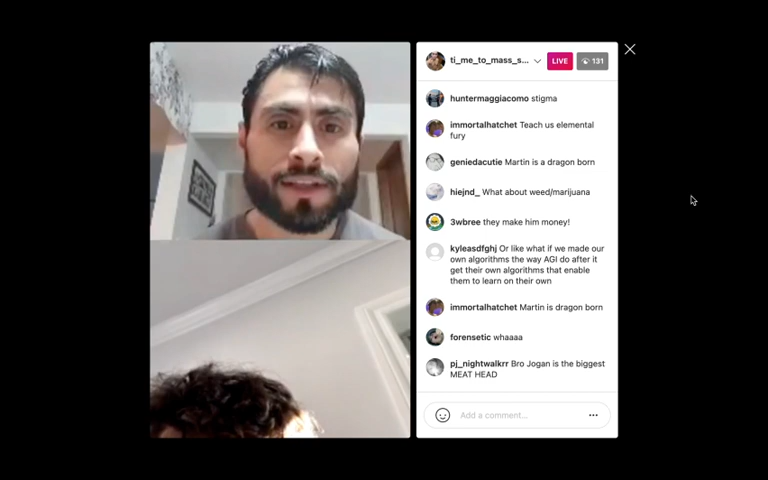 ti_me_to_mass_s... LIVE 131
huntermaggiacomo stigma
immortalhatchet Teach us elemental
fury
geniedacutie Martin is a dragon born
hiejnd_ What about weed/marijuana
3wbree they make him money!
kyleasdfghj Or like what if we made our
own algorithms the way AGI do after it
get their own algorithms that enable
them to learn on their own
immortalhatchet Martin is dragon born
forensetic whaaaa
pj_nightwalkrr Bro Jogan is the biggest
MEAT HEAD
Add a comment...